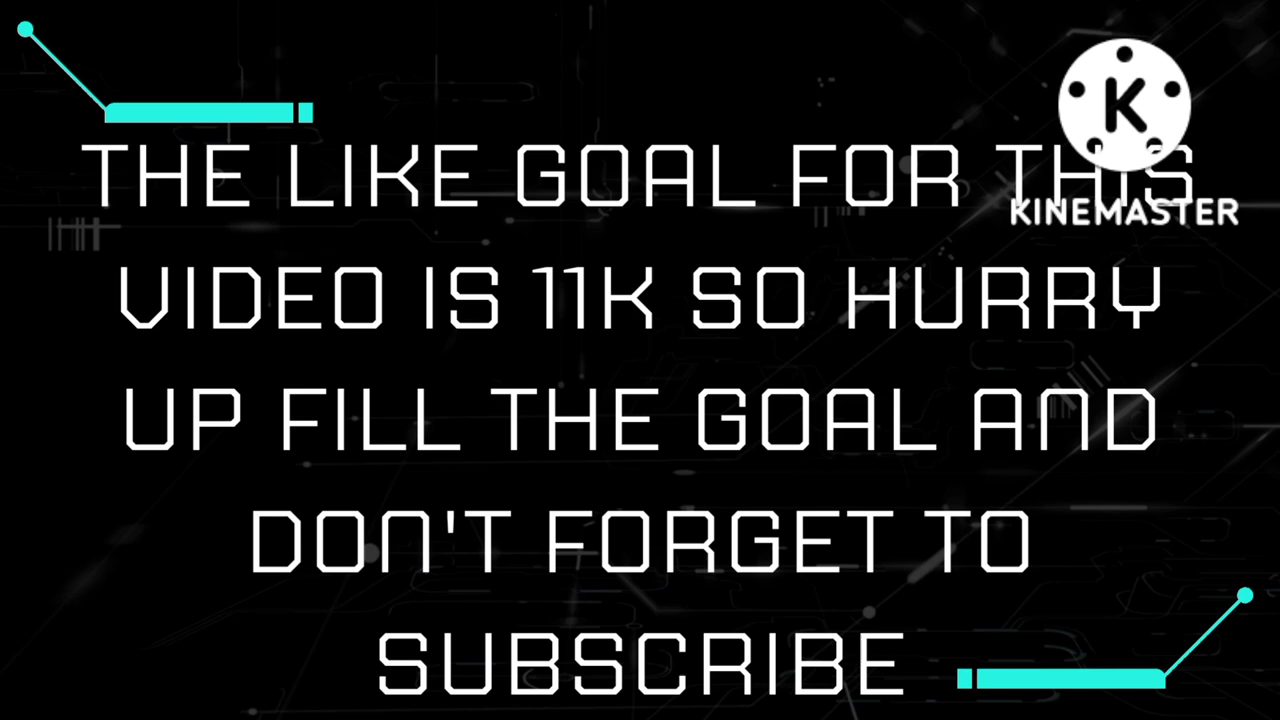 THE LIKE GOAL FOR THIS
KINEMASTER
VIDEO IS 11K SO HURRY
UP FILL THE GOAL AND
DON'T FORGET TO
SUBSCRIBE